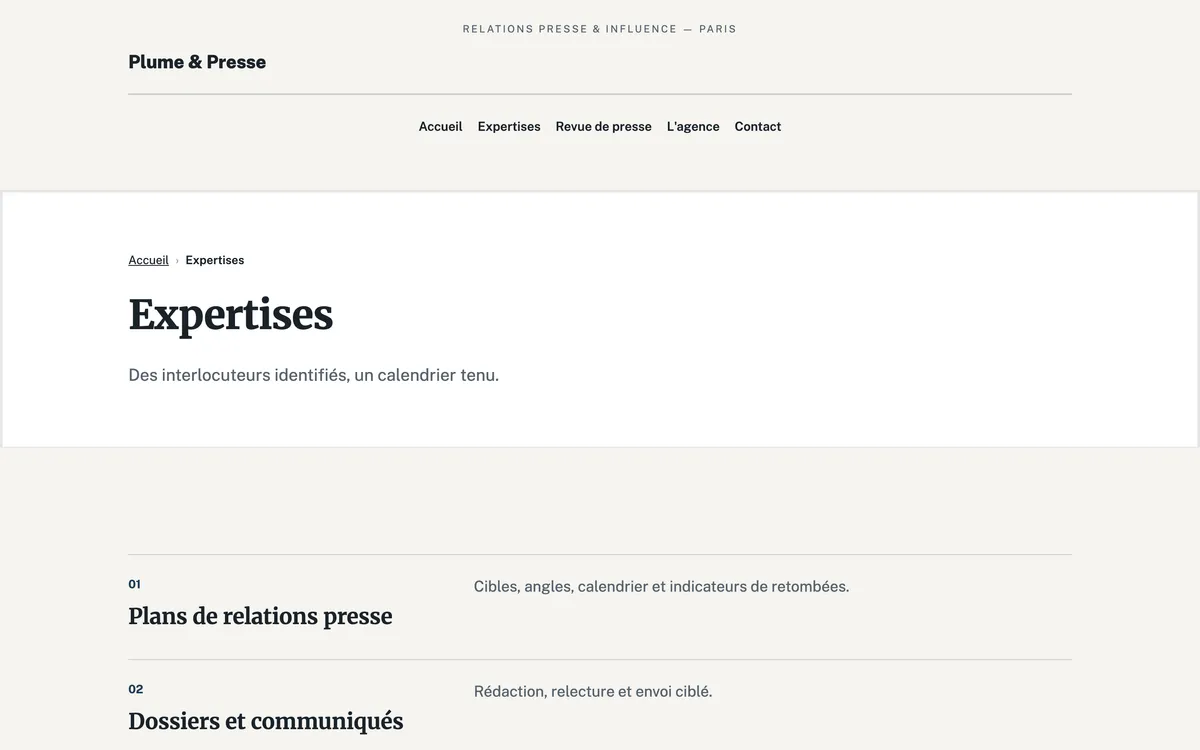 RELATIONS PRESSE & INFLUENCE — PARIS
Plume & Presse
Accueil Expertises Revue de presse L'agence Contact
Accueil › Expertises
Expertises
Des interlocuteurs identifiés, un calendrier tenu.
01
Plans de relations presse
Cibles, angles, calendrier et indicateurs de retombées.
02
Dossiers et communiqués
Rédaction, relecture et envoi ciblé.